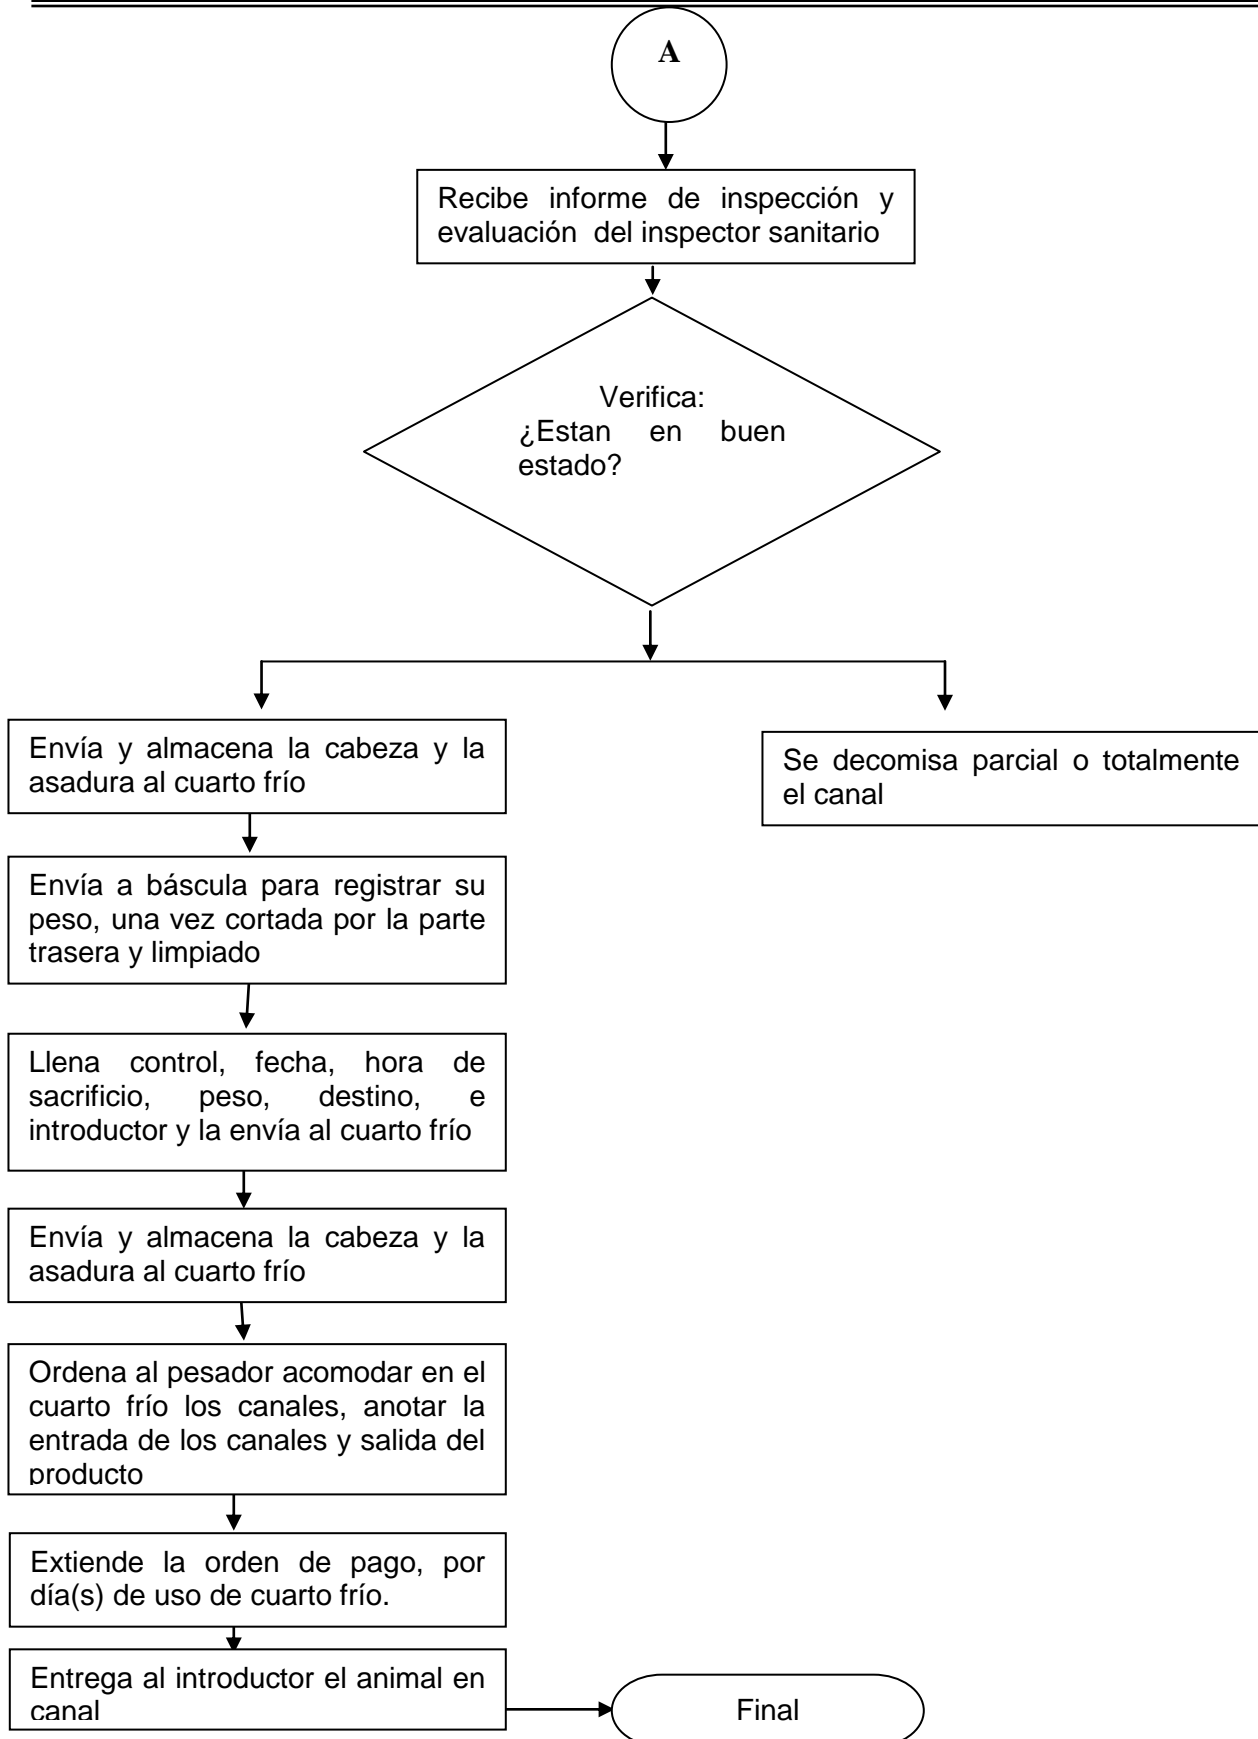 A
Recibe informe de inspección y
evaluación del inspector sanitario
Verifica:
¿Estan en buen
estado?
Envía y almacena la cabeza y la
asadura al cuarto frío
Se decomisa parcial o totalmente
el canal
Envía a báscula para registrar su
peso, una vez cortada por la parte
trasera y limpiado
Llena control, fecha, hora de
sacrificio, peso, destino, e
introductor y la envía al cuarto frío
Envía y almacena la cabeza y la
asadura al cuarto frío
Ordena al pesador acomodar en el
cuarto frío los canales, anotar la
entrada de los canales y salida del
producto
Extiende la orden de pago, por
día(s) de uso de cuarto frío.
Entrega al introductor el animal en
canal
Final